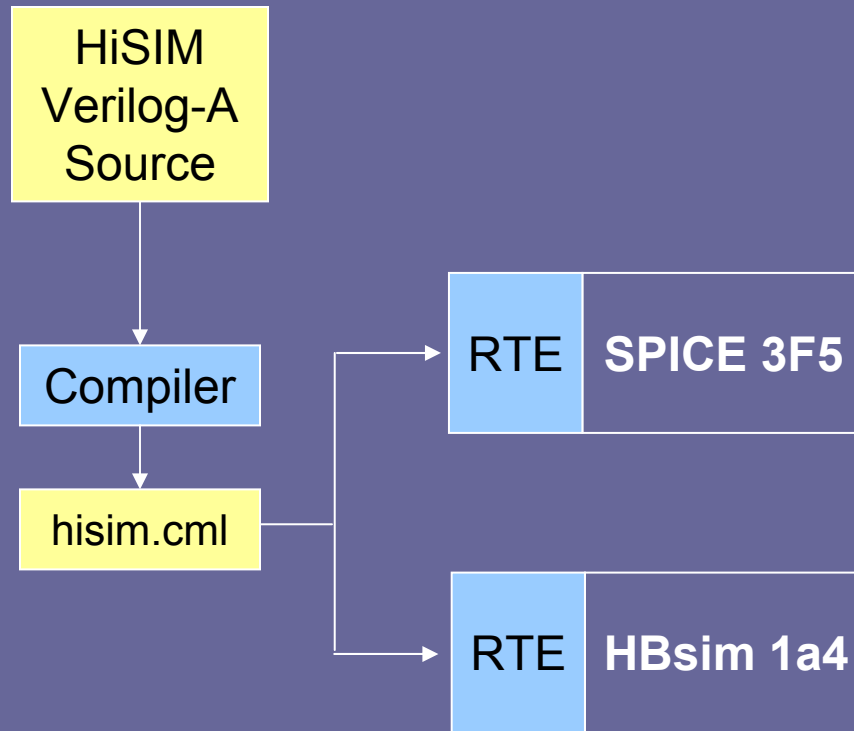 HiSIM
Verilog-A
Source
Compiler
hisim.cml
RTE
SPICE 3F5
RTE
HBsim 1a4